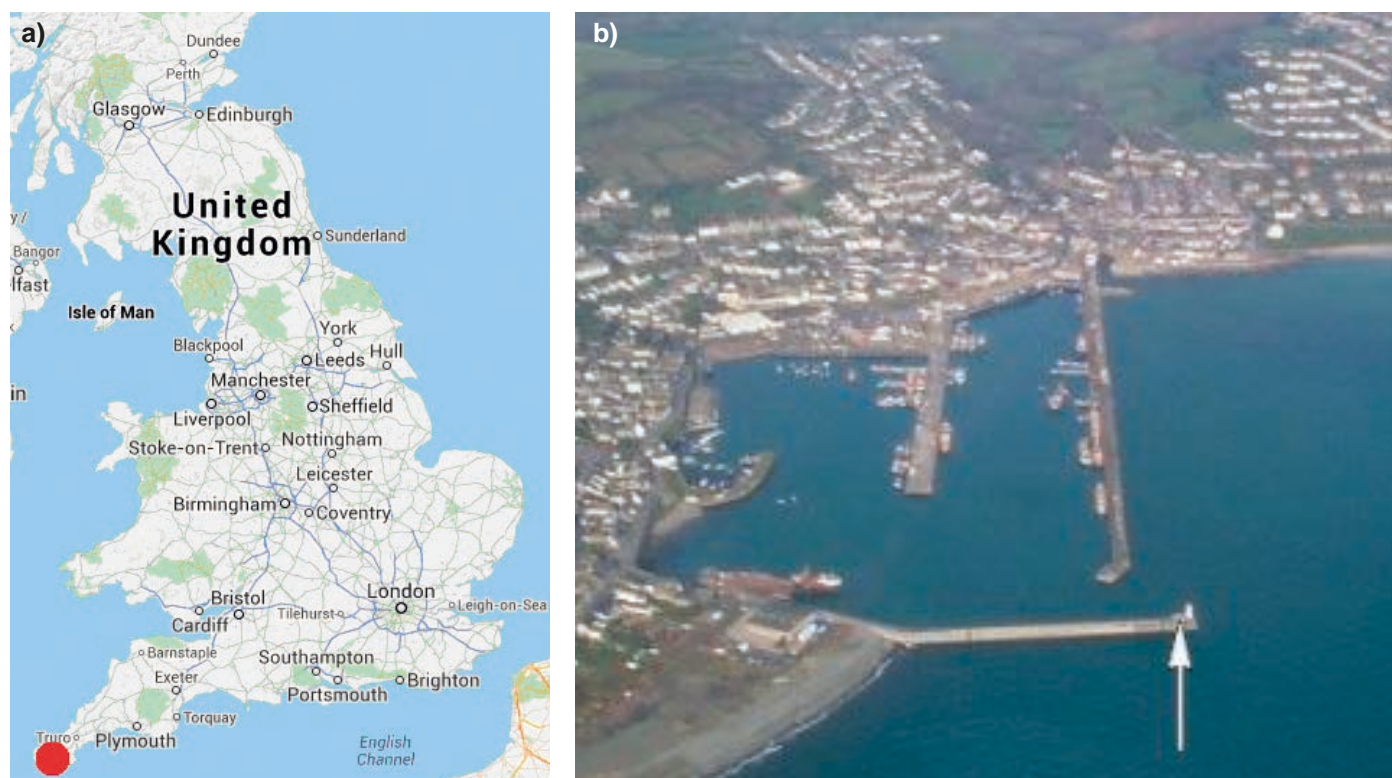 a)
Dundee
Perth
Glasgow
Edinburgh
United
Kingdom
Sunderland
y /
Bangor
lfast
Isle of Man
York
Blackpool
Leeds
Hull
Manchester
in
Liverpool
Sheffield
Stoke-on-Trent
Nottingham
Leicester
Birmingham
Coventry
Bristol
London
Tilehurst
Leigh-on-Sea
Cardiff
Barnstaple
Southampton
Exeter
Portsmouth
Brighton
Torquay
Truro
Plymouth
English
Channel
b)